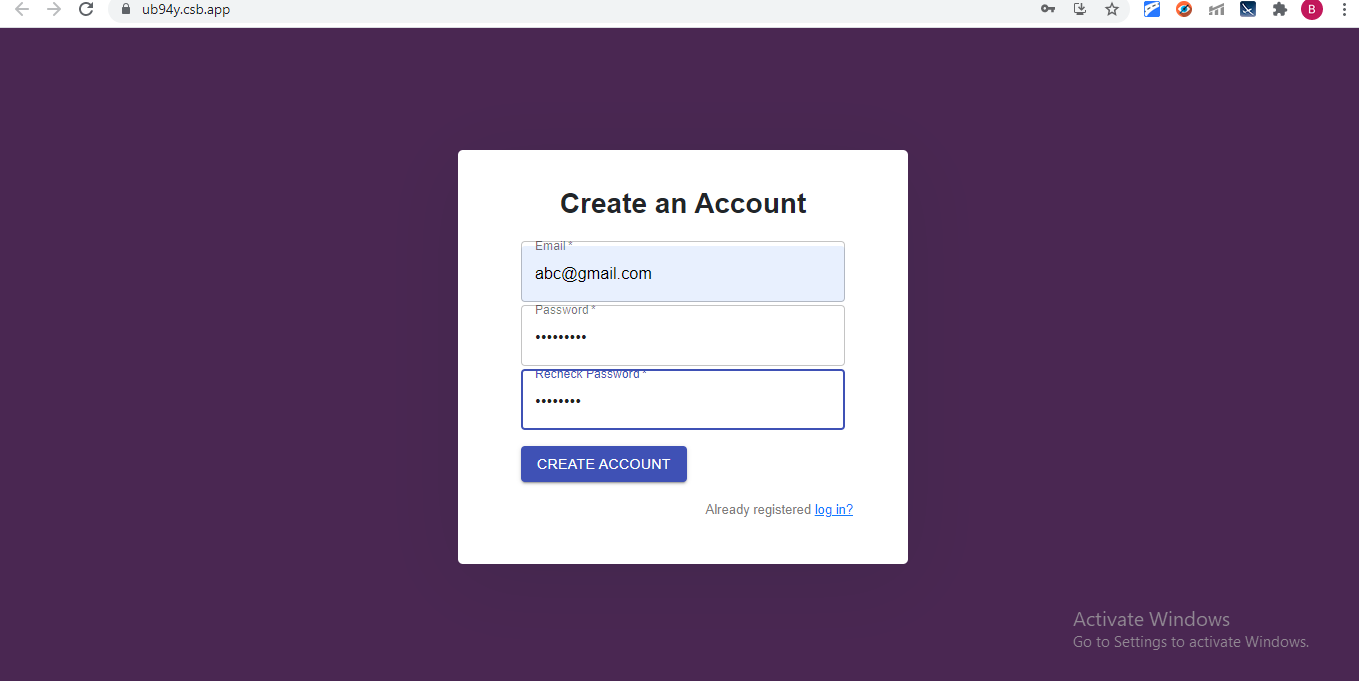 ub94y.csb.app
B
Create an Account
Email *
abc@gmail.com
Password *
•••••••••
Recheck Password *
••••••••
CREATE ACCOUNT
Already registered log in?
Activate Windows
Go to Settings to activate Windows.